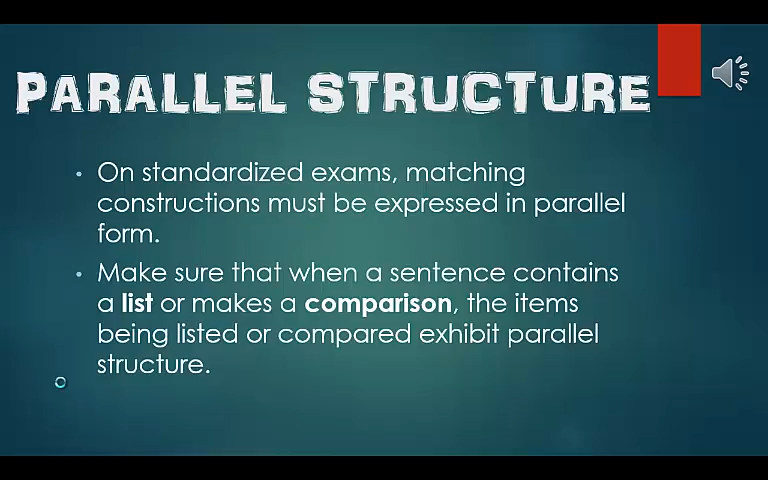 PARALLEL STRUCTURE
• On standardized exams, matching
constructions must be expressed in parallel
form.
• Make sure that when a sentence contains
a list or makes a comparison, the items
being listed or compared exhibit parallel
structure.